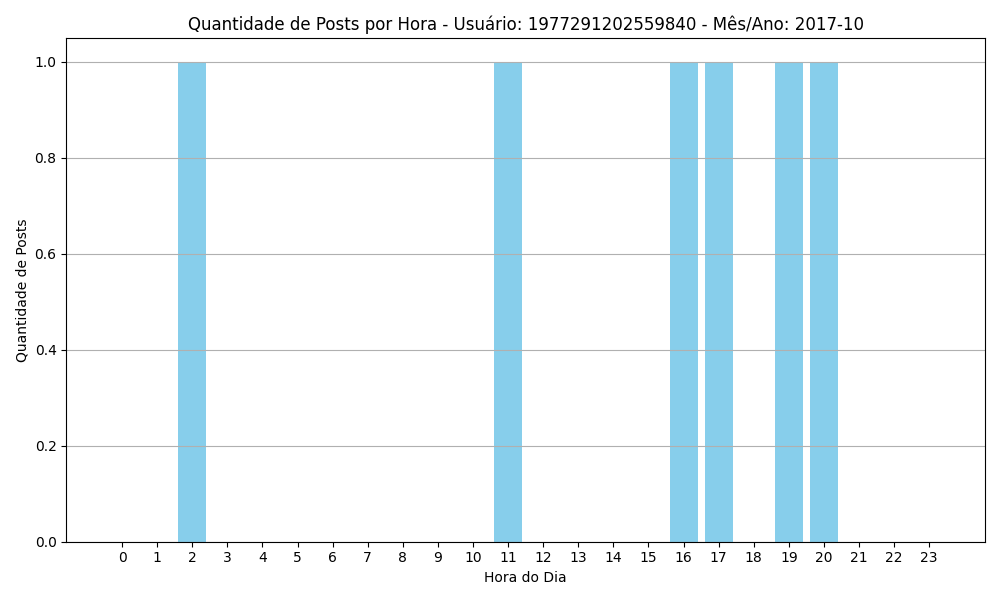 Quantidade de Posts por Hora - Usuário: 1977291202559840 - Mês/Ano: 2017-10
Quantidade de Posts
1.0
0.8
0.6
0.4
0.2
0.0
0 1 2 3 4 5 6 7 8 9 10 11 12 13 14 15 16 17 18 19 20 21 22 23
Hora do Dia